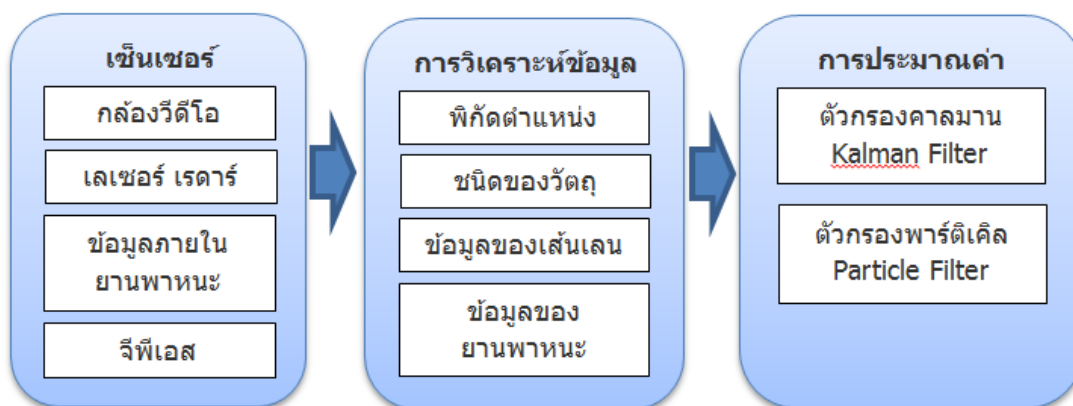 เซ็นเซอร์
กล้องวีดีโอ
เลเซอร์ เรดาร์
ข้อมูลภายใน
ยานพาหนะ
จีพีเอส
การวิเคราะห์ข้อมูล
พิกัดตำแหน่ง
ชนิดของวัตถุ
ข้อมูลของเส้นเลน
ข้อมูลของ
ยานพาหนะ
การประมาณค่า
ตัวกรองคาลมาน
Kalman Filter
ตัวกรองพาร์ติเคิล
Particle Filter